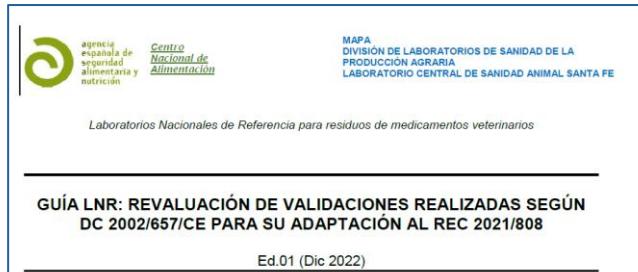 agencia
española de
seguridad
alimentaria y
nutrición
Centro
Nacional de
Alimentación
MAPA
DIVISIÓN DE LABORATORIOS DE SANIDAD DE LA
PRODUCCIÓN AGRARIA
LABORATORIO CENTRAL DE SANIDAD ANIMAL SANTA FE
Laboratorios Nacionales de Referencia para residuos de medicamentos veterinarios
GUÍA LNR: REVALUACIÓN DE VALIDACIONES REALIZADAS SEGÚN
DC 2002/657/CE PARA SU ADAPTACIÓN AL REC 2021/808
Ed.01 (Dic 2022)